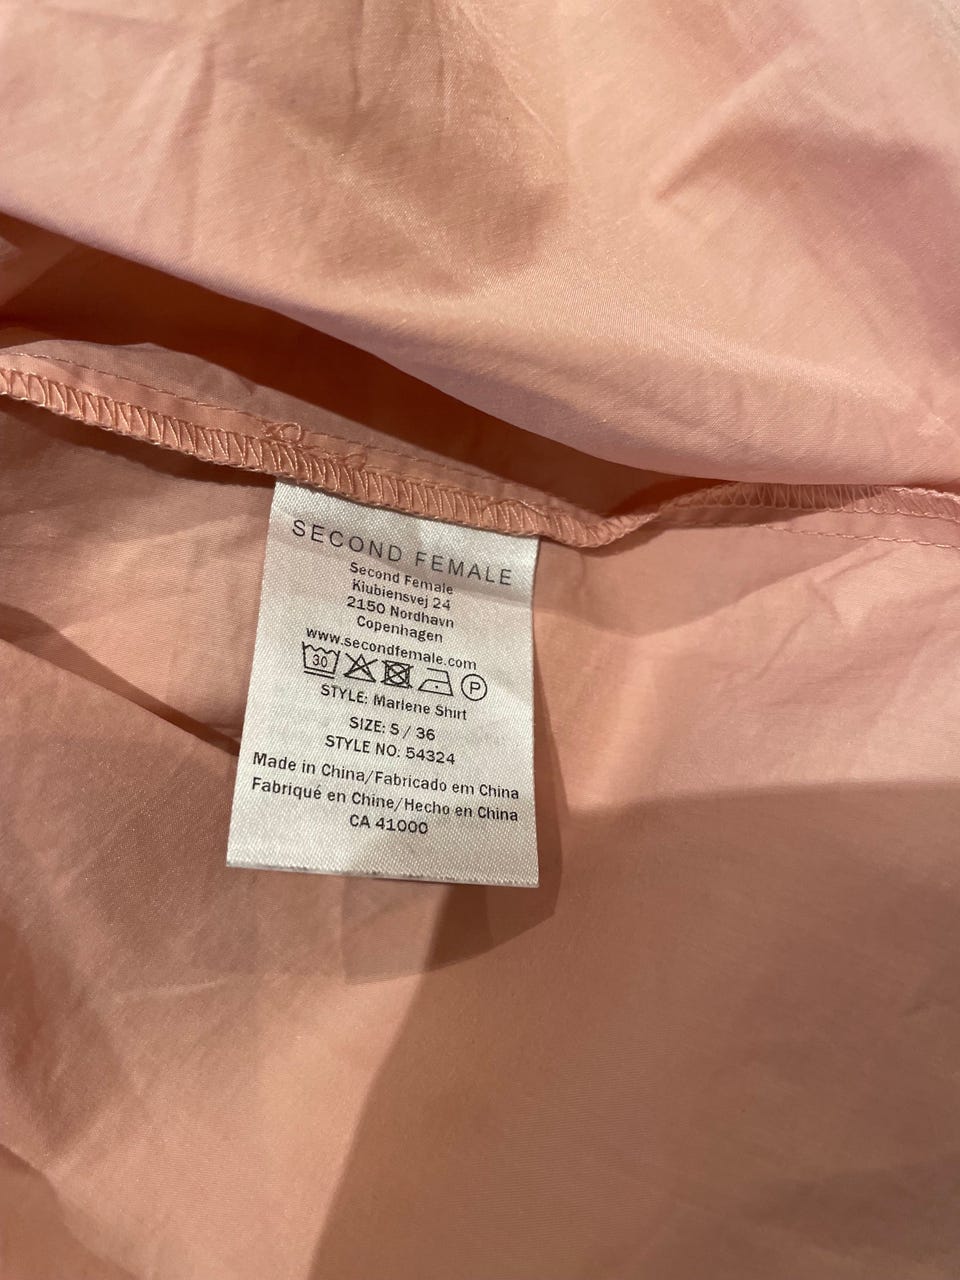 SECOND FEMALE
Second Female
Klubiensvej 24
2150 Nordhavn
Copenhagen
www.secondfemale.com
30 P
STYLE: Marlene Shirt
SIZE: S / 36
STYLE NO: 54324
Made in China/Fabricado em China
Fabriqué en Chine/Hecho en China
CA 41000